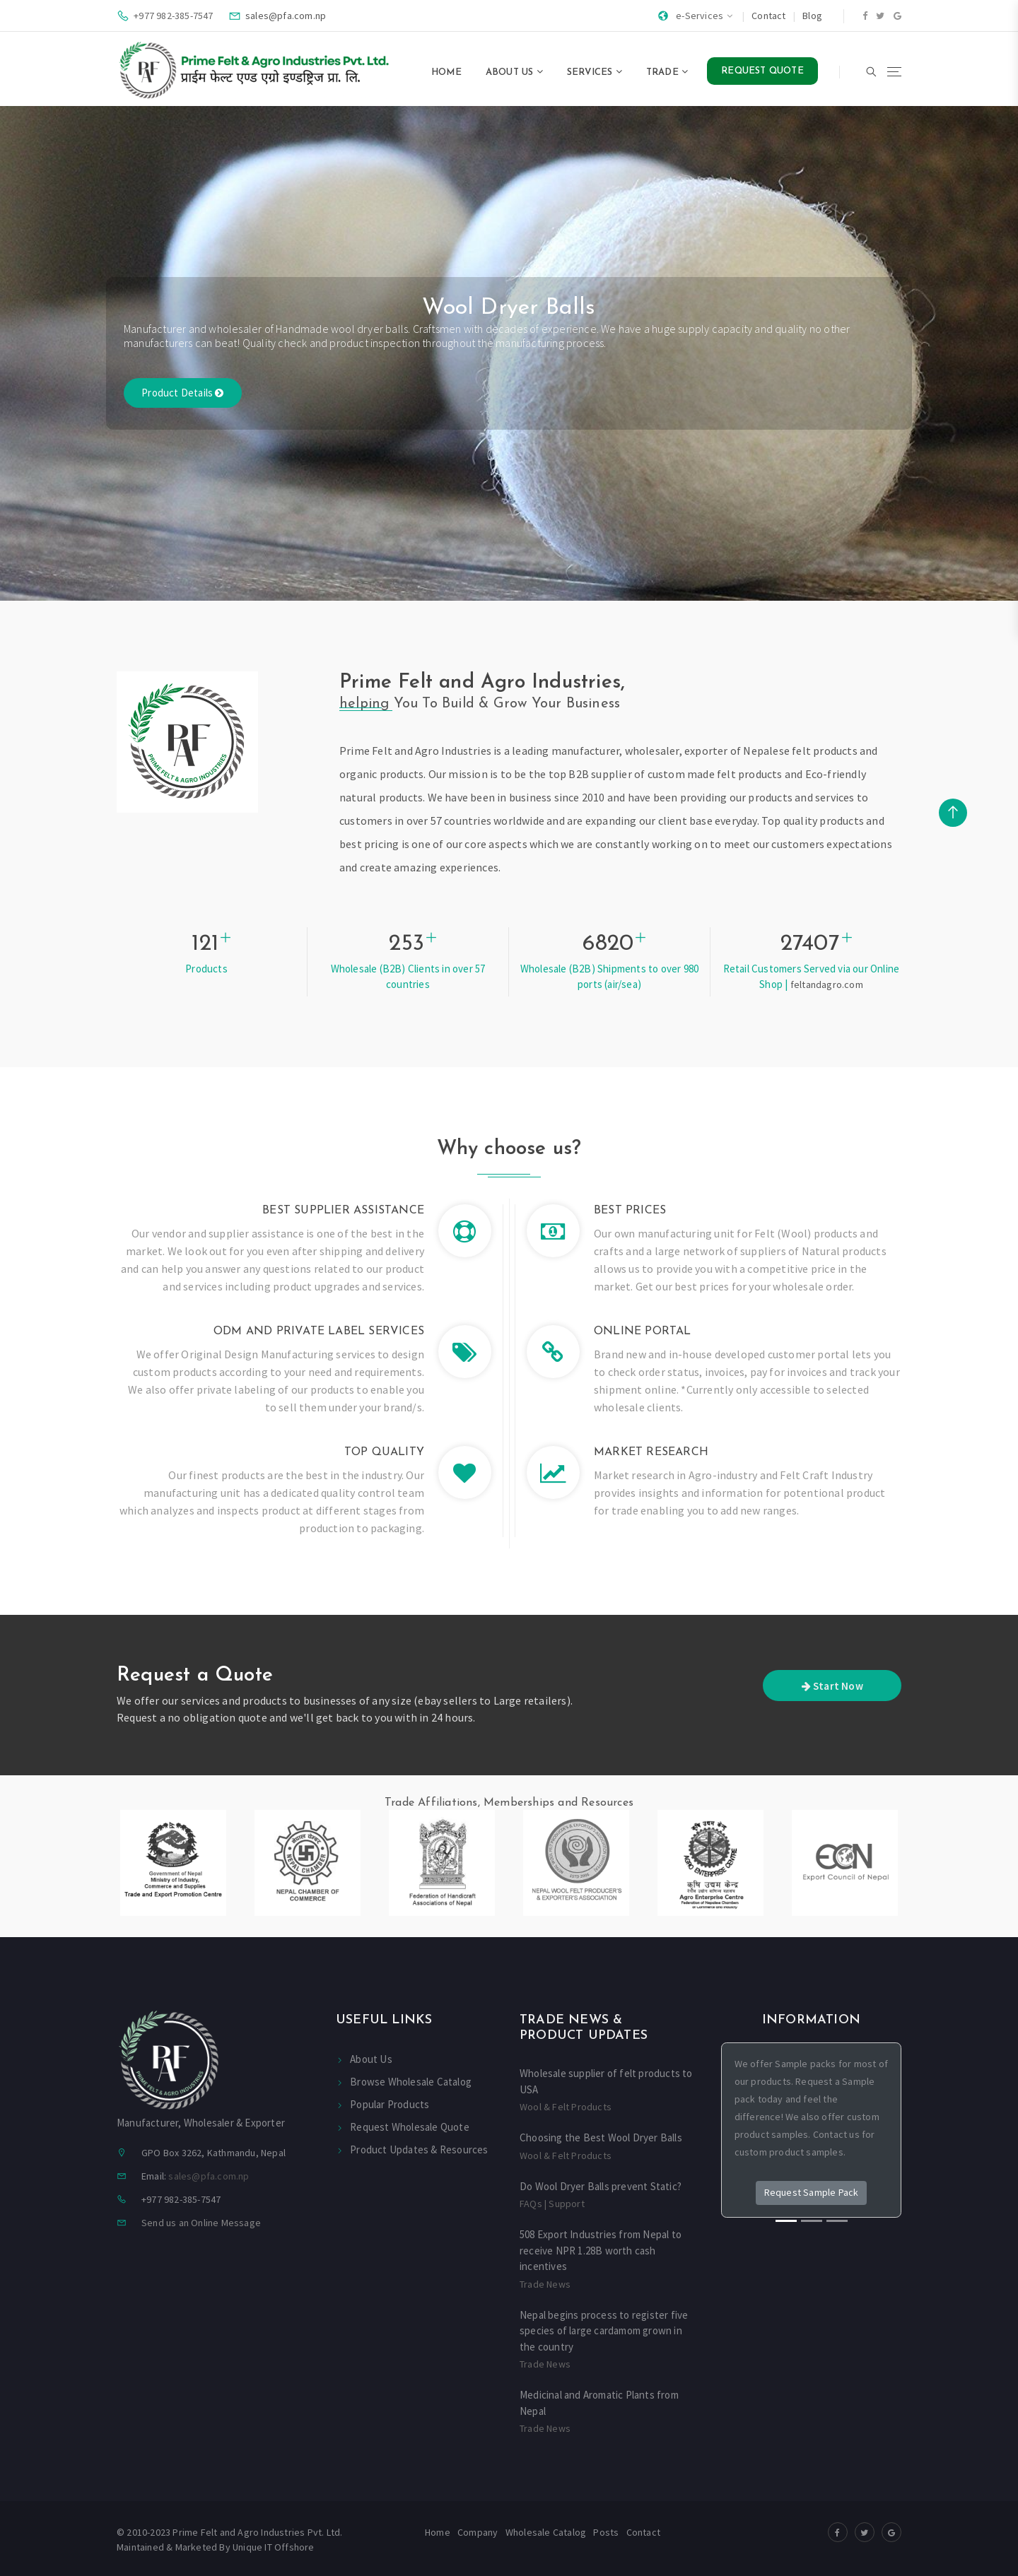 +977 982-385-7547 sales@pfa.com.np e-Services Contact Blog
RAF
Prime Felt & Agro Industries Pvt. Ltd.
प्राईम फेल्ट एण्ड एग्रो इण्डष्ट्रिज प्रा. लि.
HOME ABOUT US SERVICES TRADE REQUEST QUOTE
Wool Dryer Balls
Manufacturer and wholesaler of Handmade wool dryer balls. Craftsmen with decades of experience. We have a huge supply capacity and quality no other
manufacturers can beat! Quality check and product inspection throughout the manufacturing process.
Product Details
RAF
PRIME FELT & AGRO INDUSTRIES
Prime Felt and Agro Industries,
helping You To Build & Grow Your Business
Prime Felt and Agro Industries is a leading manufacturer, wholesaler, exporter of Nepalese felt products and
organic products. Our mission is to be the top B2B supplier of custom made felt products and Eco-friendly
natural products. We have been in business since 2010 and have been providing our products and services to
customers in over 57 countries worldwide and are expanding our client base everyday. Top quality products and
best pricing is one of our core aspects which we are constantly working on to meet our customers expectations
and create amazing experiences.
121+
Products
253+
Wholesale (B2B) Clients in over 57
countries
6820+
Wholesale (B2B) Shipments to over 980
ports (air/sea)
27407+
Retail Customers Served via our Online
Shop | feltandagro.com
Why choose us?
BEST SUPPLIER ASSISTANCE
Our vendor and supplier assistance is one of the best in the
market. We look out for you even after shipping and delivery
and can help you answer any questions related to our product
and services including product upgrades and services.
BEST PRICES
Our own manufacturing unit for Felt (Wool) products and
crafts and a large network of suppliers of Natural products
allows us to provide you with a competitive price in the
market. Get our best prices for your wholesale order.
ODM AND PRIVATE LABEL SERVICES
We offer Original Design Manufacturing services to design
custom products according to your need and requirements.
We also offer private labeling of our products to enable you
to sell them under your brand/s.
ONLINE PORTAL
Brand new and in-house developed customer portal lets you
to check order status, invoices, pay for invoices and track your
shipment online. *Currently only accessible to selected
wholesale clients.
TOP QUALITY
Our finest products are the best in the industry. Our
manufacturing unit has a dedicated quality control team
which analyzes and inspects product at different stages from
production to packaging.
MARKET RESEARCH
Market research in Agro-industry and Felt Craft Industry
provides insights and information for potentional product
for trade enabling you to add new ranges.
Request a Quote
We offer our services and products to businesses of any size (ebay sellers to Large retailers).
Request a no obligation quote and we'll get back to you with in 24 hours.
Start Now
Trade Affiliations, Memberships and Resources
Government of Nepal
Ministry of Industry,
Commerce and Supplies
Trade and Export Promotion Centre
NEPAL CHAMBER OF
COMMERCE
Federation of Handicraft
Associations of Nepal
NEPAL WOOL FELT PRODUCER'S
& EXPORTER'S ASSOCIATION
कृषि उद्यम केन्द्र
Agro Enterprise Centre
ECN
Export Council of Nepal
RAF
PRIME FELT & AGRO INDUSTRIES
Manufacturer, Wholesaler & Exporter
GPO Box 3262, Kathmandu, Nepal
Email: sales@pfa.com.np
+977 982-385-7547
Send us an Online Message
USEFUL LINKS
About Us
Browse Wholesale Catalog
Popular Products
Request Wholesale Quote
Product Updates & Resources
TRADE NEWS &
PRODUCT UPDATES
Wholesale supplier of felt products to
USA
Wool & Felt Products
Choosing the Best Wool Dryer Balls
Wool & Felt Products
Do Wool Dryer Balls prevent Static?
FAQs | Support
508 Export Industries from Nepal to
receive NPR 1.28B worth cash
incentives
Trade News
Nepal begins process to register five
species of large cardamom grown in
the country
Trade News
Medicinal and Aromatic Plants from
Nepal
Trade News
INFORMATION
We offer Sample packs for most of
our products. Request a Sample
pack today and feel the
difference! We also offer custom
product samples. Contact us for
custom product samples.
Request Sample Pack
© 2010-2023 Prime Felt and Agro Industries Pvt. Ltd.
Maintained & Marketed By Unique IT Offshore
Home Company Wholesale Catalog Posts Contact